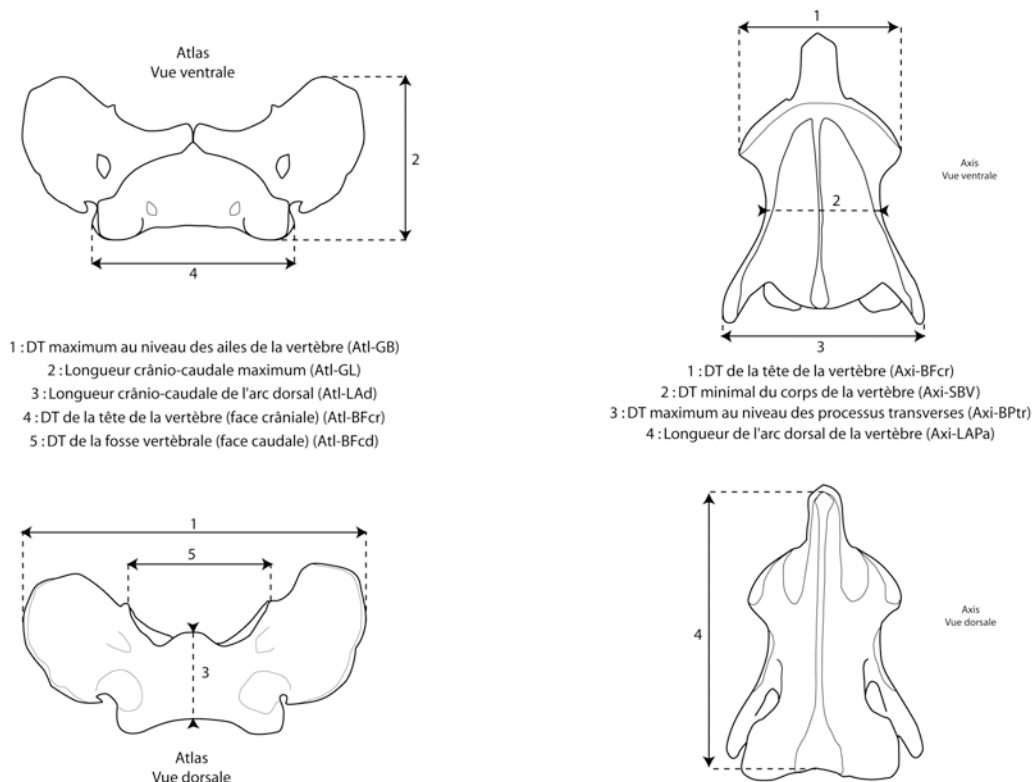 Atlas
Vue ventrale
2
4
1 : DT maximum au niveau des ailes de la vertèbre (Atl-GB)
2 : Longueur crânio-caudale maximum (Atl-GL)
3 : Longueur crânio-caudale de l'arc dorsal (Atl-LAd)
4 : DT de la tête de la vertèbre (face crâniale) (Atl-BFcr)
5 : DT de la fosse vertèbrale (face caudale) (Atl-BFcd)
1
5
3
Atlas
Vue dorsale
1
Axis
Vue ventrale
2
3
1 : DT de la tête de la vertèbre (Axi-BFcr)
2 : DT minimal du corps de la vertèbre (Axi-SBV)
3 : DT maximum au niveau des processus transverses (Axi-BPtr)
4 : Longueur de l'arc dorsal de la vertèbre (Axi-LAPa)
Axis
Vue dorsale
4